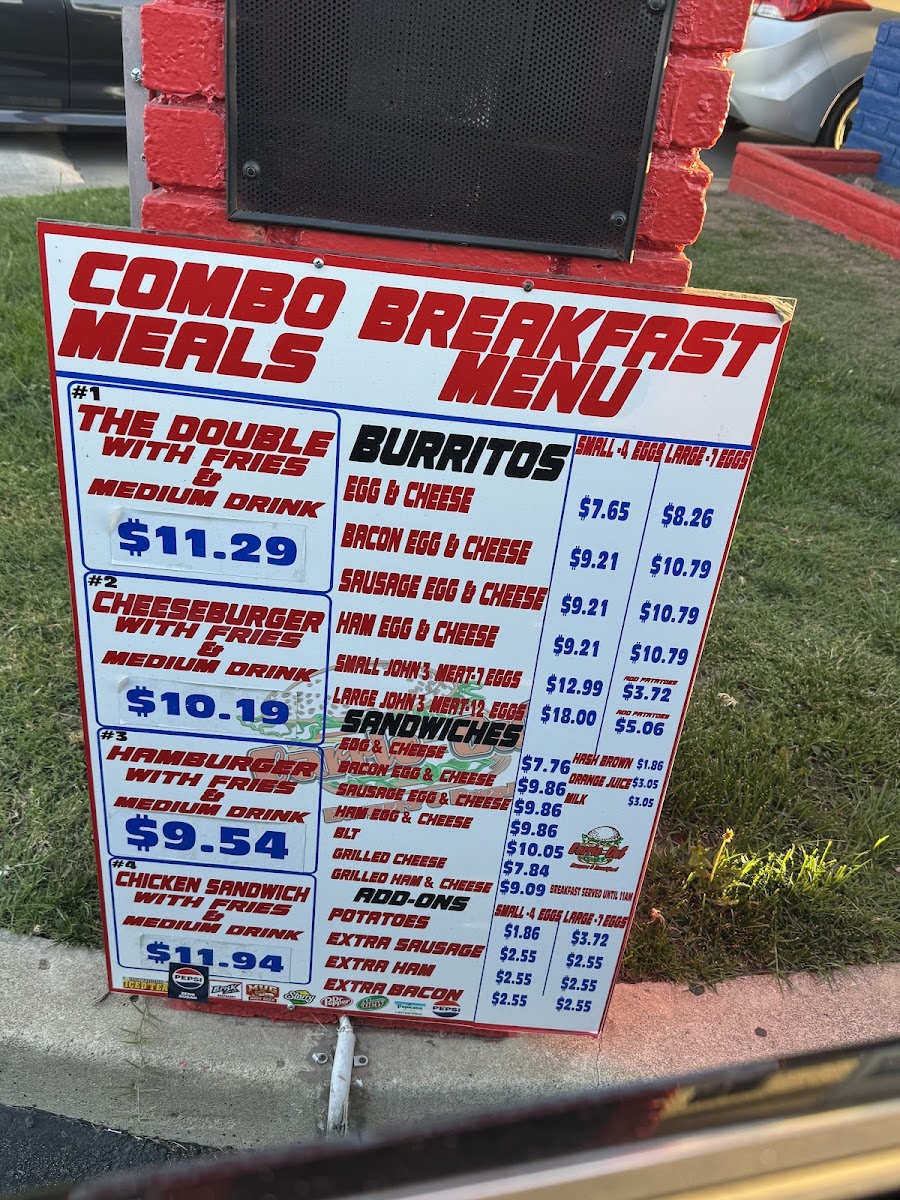 COMBO
MEALS
BREAKFAST
MENU
#1
THE DOUBLE
WITH FRIES
&
MEDIUM DRINK
$11.29
#2
CHEESEBURGER
WITH FRIES
&
MEDIUM DRINK
$10.19
#3
HAMBURGER
WITH FRIES
&
MEDIUM DRINK
$9.54
#4
CHICKEN SANDWICH
WITH FRIES
&
MEDIUM DRINK
$11.94
BURRITOS SMALL -4 EGGS LARGE -7 EGGS
EGG & CHEESE $7.65 $8.26
BACON EGG & CHEESE $9.21 $10.79
SAUSAGE EGG & CHEESE $9.21 $10.79
HAM EGG & CHEESE $9.21 $10.79
SMALL JOHN 3 MEAT-7 EGGS $12.99 ADD POTATOES $3.72
LARGE JOHN 3 MEAT-12 EGGS $18.00 ADD POTATOES $5.06
SANDWICHES
EGG & CHEESE $7.76
BACON EGG & CHEESE $9.86
SAUSAGE EGG & CHEESE $9.86
HAM EGG & CHEESE $9.86
BLT $10.05
GRILLED CHEESE $7.84
GRILLED HAM & CHEESE $9.09
HASH BROWN $1.86
ORANGE JUICE $3.05
MILK $3.05
BREAKFAST SERVED UNTIL 11AM
ADD-ONS SMALL -4 EGGS LARGE -7 EGGS
POTATOES $1.86 $3.72
EXTRA SAUSAGE $2.55 $2.55
EXTRA HAM $2.55 $2.55
EXTRA BACON $2.55 $2.55
ICED TEA
PEPSI
MUG
Starry
Dr Pepper
Tropicana
PEPSI